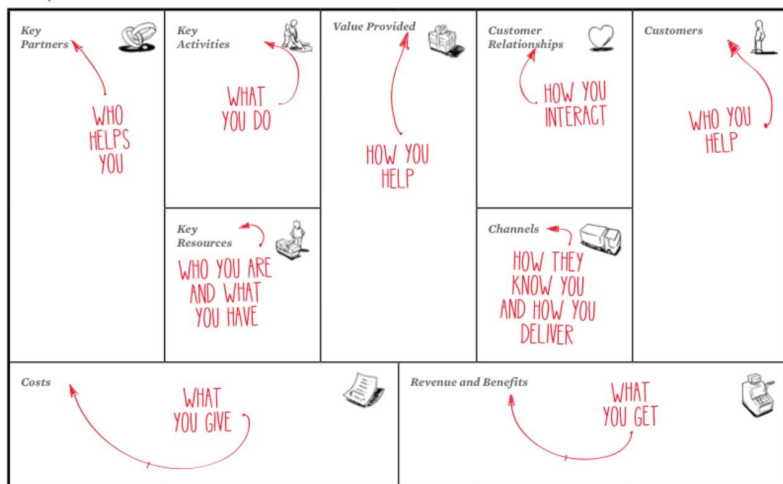 Key
Partners
WHO
HELPS
YOU
Key
Activities
WHAT
YOU DO
Key
Resources
WHO YOU ARE
AND WHAT
YOU HAVE
Value Provided
HOW YOU
HELP
Customer
Relationships
HOW YOU
INTERACT
Channels
HOW THEY
KNOW YOU
AND HOW YOU
DELIVER
Customers
WHO YOU
HELP
Costs
WHAT
YOU GIVE
Revenue and Benefits
WHAT
YOU GET